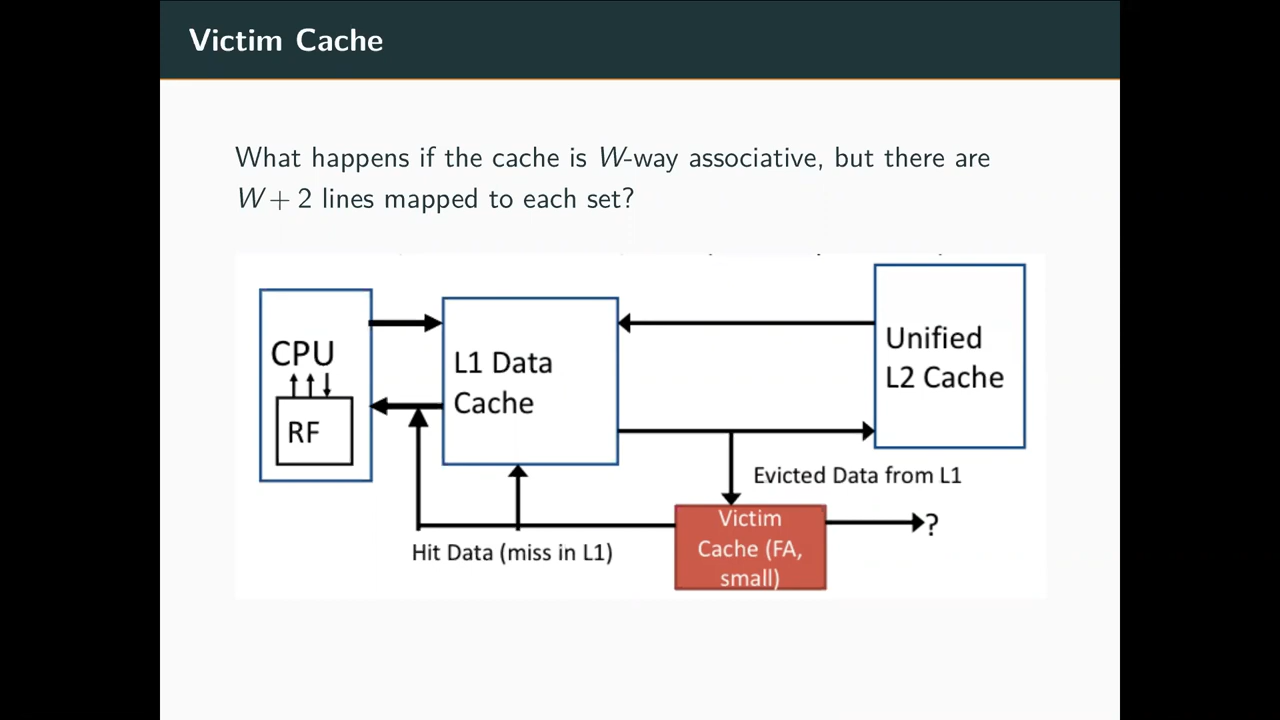 Victim Cache
What happens if the cache is W-way associative, but there are
W + 2 lines mapped to each set?
CPU
RF
L1 Data
Cache
Unified
L2 Cache
Evicted Data from L1
Hit Data (miss in L1)
Victim
Cache (FA,
small)
?